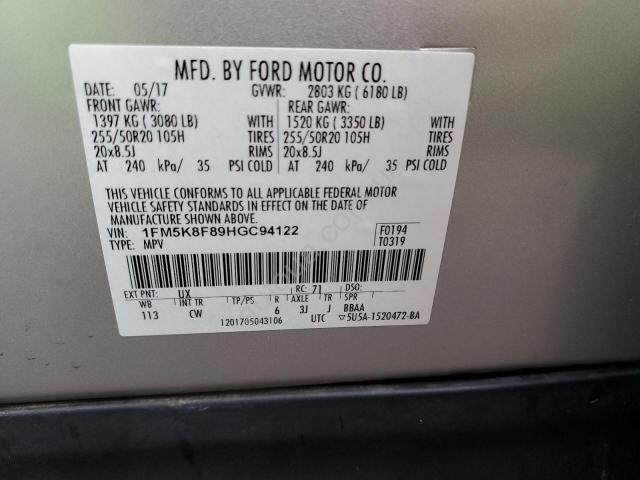 MFD. BY FORD MOTOR CO.
DATE: 05/17 GVWR: 2803 KG ( 6180 LB)
FRONT GAWR: REAR GAWR:
1397 KG ( 3080 LB) WITH 1520 KG ( 3350 LB) WITH
255/50R20 105H TIRES 255/50R20 105H TIRES
20x8.5J RIMS 20x8.5J RIMS
AT 240 kPa/ 35 PSI COLD AT 240 kPa/ 35 PSI COLD
THIS VEHICLE CONFORMS TO ALL APPLICABLE FEDERAL MOTOR
VEHICLE SAFETY STANDARDS IN EFFECT ON THE DATE OF
MANUFACTURE SHOWN ABOVE.
VIN: 1FM5K8F89HGC94122 F0194
TYPE: MPV T0319
EXT PNT: UX RC: 71 DSO:
WB INT TR TP/PS R AXLE TR SPR
113 CW 6 3J J BBAA
1201705043106 UTC ▽5U5A-1520472-BA